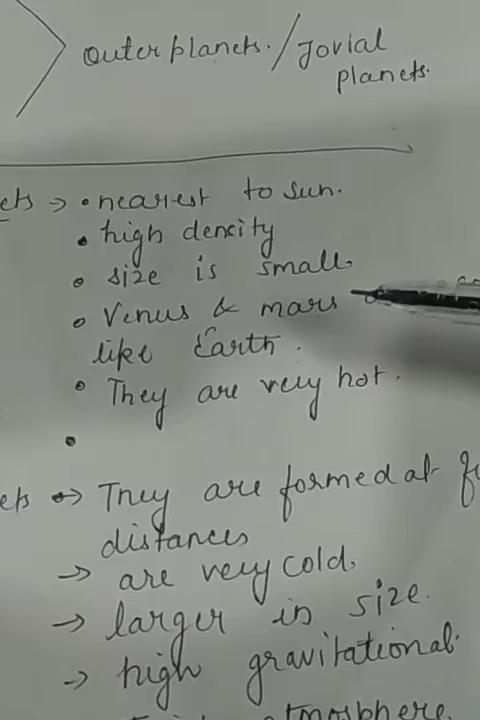 outer planets. / Jovial
planets.
ets → • nearest to sun.
• high dencity
• size is small.
• Venus & mars
like Earth.
• They are very hot.
•
ets → They are formed at
distances
→ are very cold.
→ larger in size.
→ high gravitational